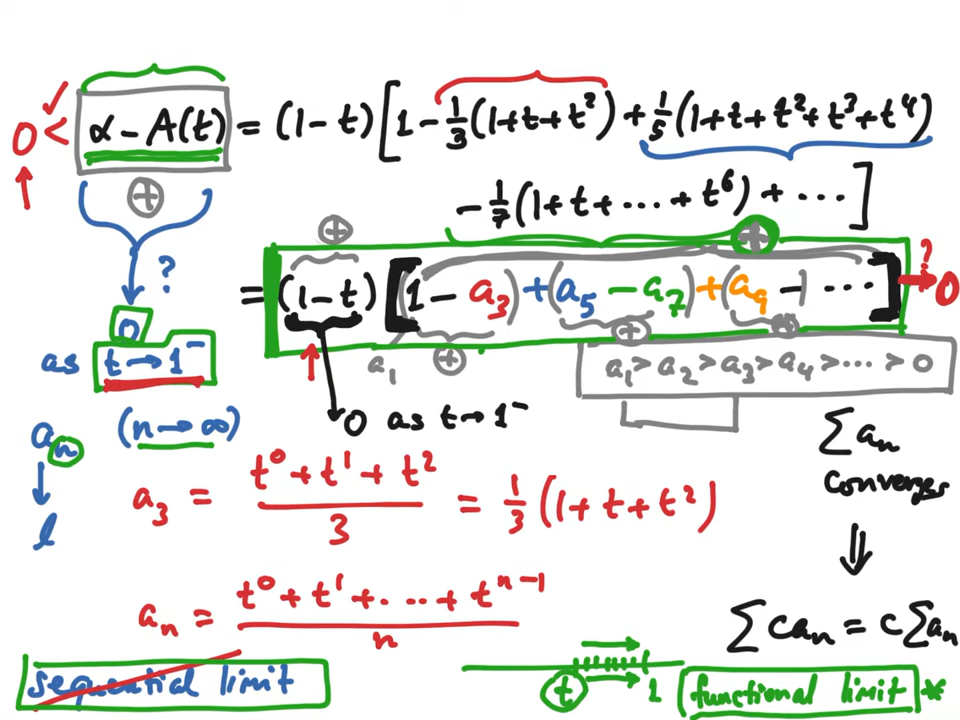 0 < α − A(t) = (1−t) [ 1 − 1/3 (1+t+t²) + 1/5 (1+t+t²+t³+t⁴)
− 1/7 (1+t+...+t⁶) + ... ]
+ + +
= (1−t) [ (1 − a₃) + (a₅ − a₇) + (a₉ − ) ... ] → 0 ?
?
0
as t→1⁻
a₁ + + +
a₁ > a₂ > a₃ > a₄ > ... > 0
0 as t→1⁻
aₙ (n→∞)
l
∑ aₙ
converges
⇓
∑ caₙ = c∑aₙ
a₃ = (t⁰ + t¹ + t²)/3 = 1/3 (1+t+t²)
aₙ = (t⁰ + t¹ + ... + tⁿ⁻¹)/n
sequential limit
t 1
functional limit *